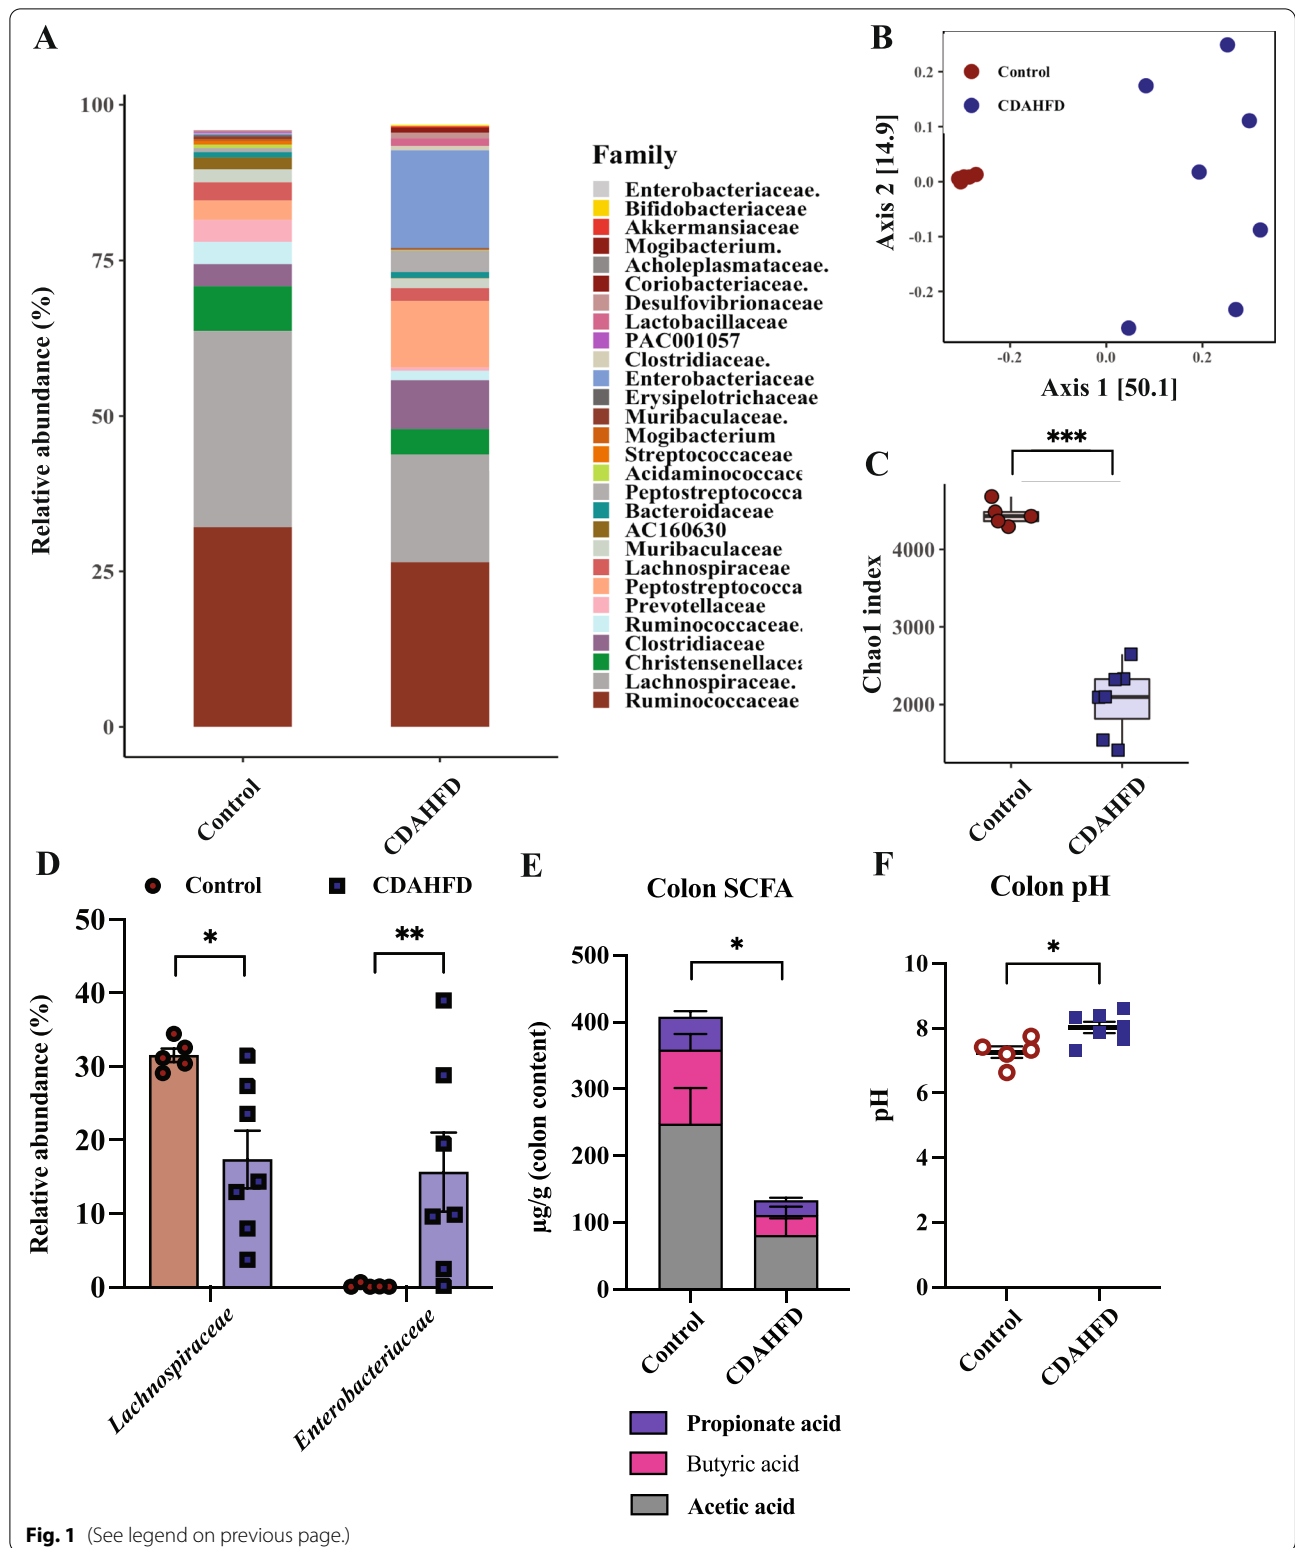 A
100
75
50
25
0
Relative abundance (%)
Control
CDAHFD
Family
Enterobacteriaceae.
Bifidobacteriaceae
Akkermansiaceae
Mogibacterium.
Acholeplasmataceae.
Coriobacteriaceae.
Desulfovibrionaceae
Lactobacillaceae
PAC001057
Clostridiaceae.
Enterobacteriaceae
Erysipelotrichaceae
Muribaculaceae.
Mogibacterium
Streptococcaceae
Acidaminococcace
Peptostreptococca
Bacteroidaceae
AC160630
Muribaculaceae
Lachnospiraceae
Peptostreptococca
Prevotellaceae
Ruminococcaceae.
Clostridiaceae
Christensenellacea
Lachnospiraceae.
Ruminococcaceae
B
Control
CDAHFD
0.2
0.1
0.0
-0.1
-0.2
Axis 2 [14.9]
-0.2
0.0
0.2
Axis 1 [50.1]
C
***
4000
3000
2000
Chao1 index
Control
CDAHFD
D
Control
CDAHFD
50
40
30
20
10
0
Relative abundance (%)
*
**
Lachnospiraceae
Enterobacteriaceae
E
Colon SCFA
500
400
300
200
100
0
µg/g (colon content)
*
Control
CDAHFD
Propionate acid
Butyric acid
Acetic acid
F
Colon pH
10
8
6
4
2
0
pH
*
Control
CDAHFD
Fig. 1 (See legend on previous page.)